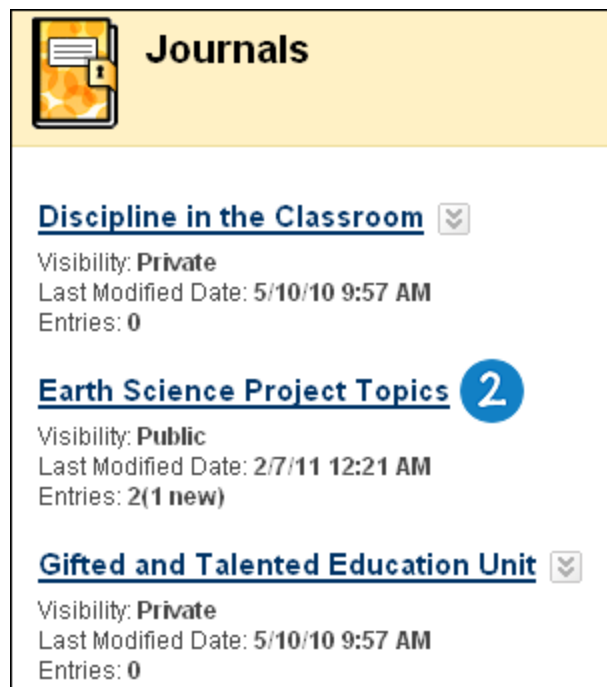 Journals
Discipline in the Classroom
Visibility: Private
Last Modified Date: 5/10/10 9:57 AM
Entries: 0
Earth Science Project Topics 2
Visibility: Public
Last Modified Date: 2/7/11 12:21 AM
Entries: 2(1 new)
Gifted and Talented Education Unit
Visibility: Private
Last Modified Date: 5/10/10 9:57 AM
Entries: 0